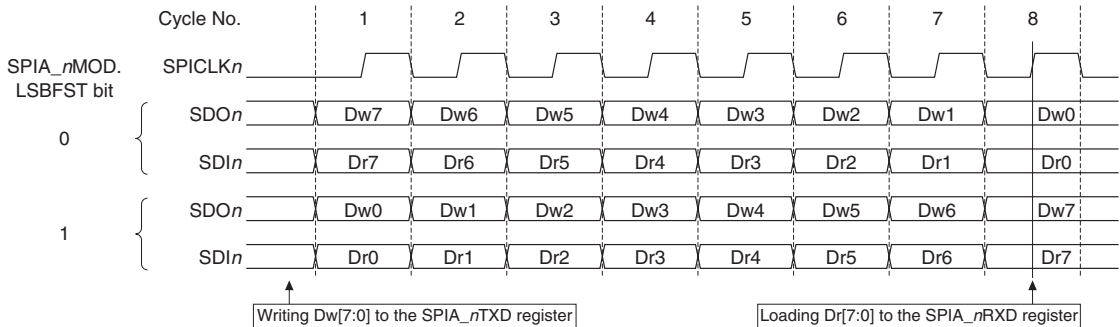 Cycle No. 1 2 3 4 5 6 7 8
SPIA_nMOD. SPICLKn
LSBFST bit
SDOn Dw7 Dw6 Dw5 Dw4 Dw3 Dw2 Dw1 Dw0
0
SDIn Dr7 Dr6 Dr5 Dr4 Dr3 Dr2 Dr1 Dr0
SDOn Dw0 Dw1 Dw2 Dw3 Dw4 Dw5 Dw6 Dw7
1
SDIn Dr0 Dr1 Dr2 Dr3 Dr4 Dr5 Dr6 Dr7
Writing Dw[7:0] to the SPIA_nTXD register Loading Dr[7:0] to the SPIA_nRXD register